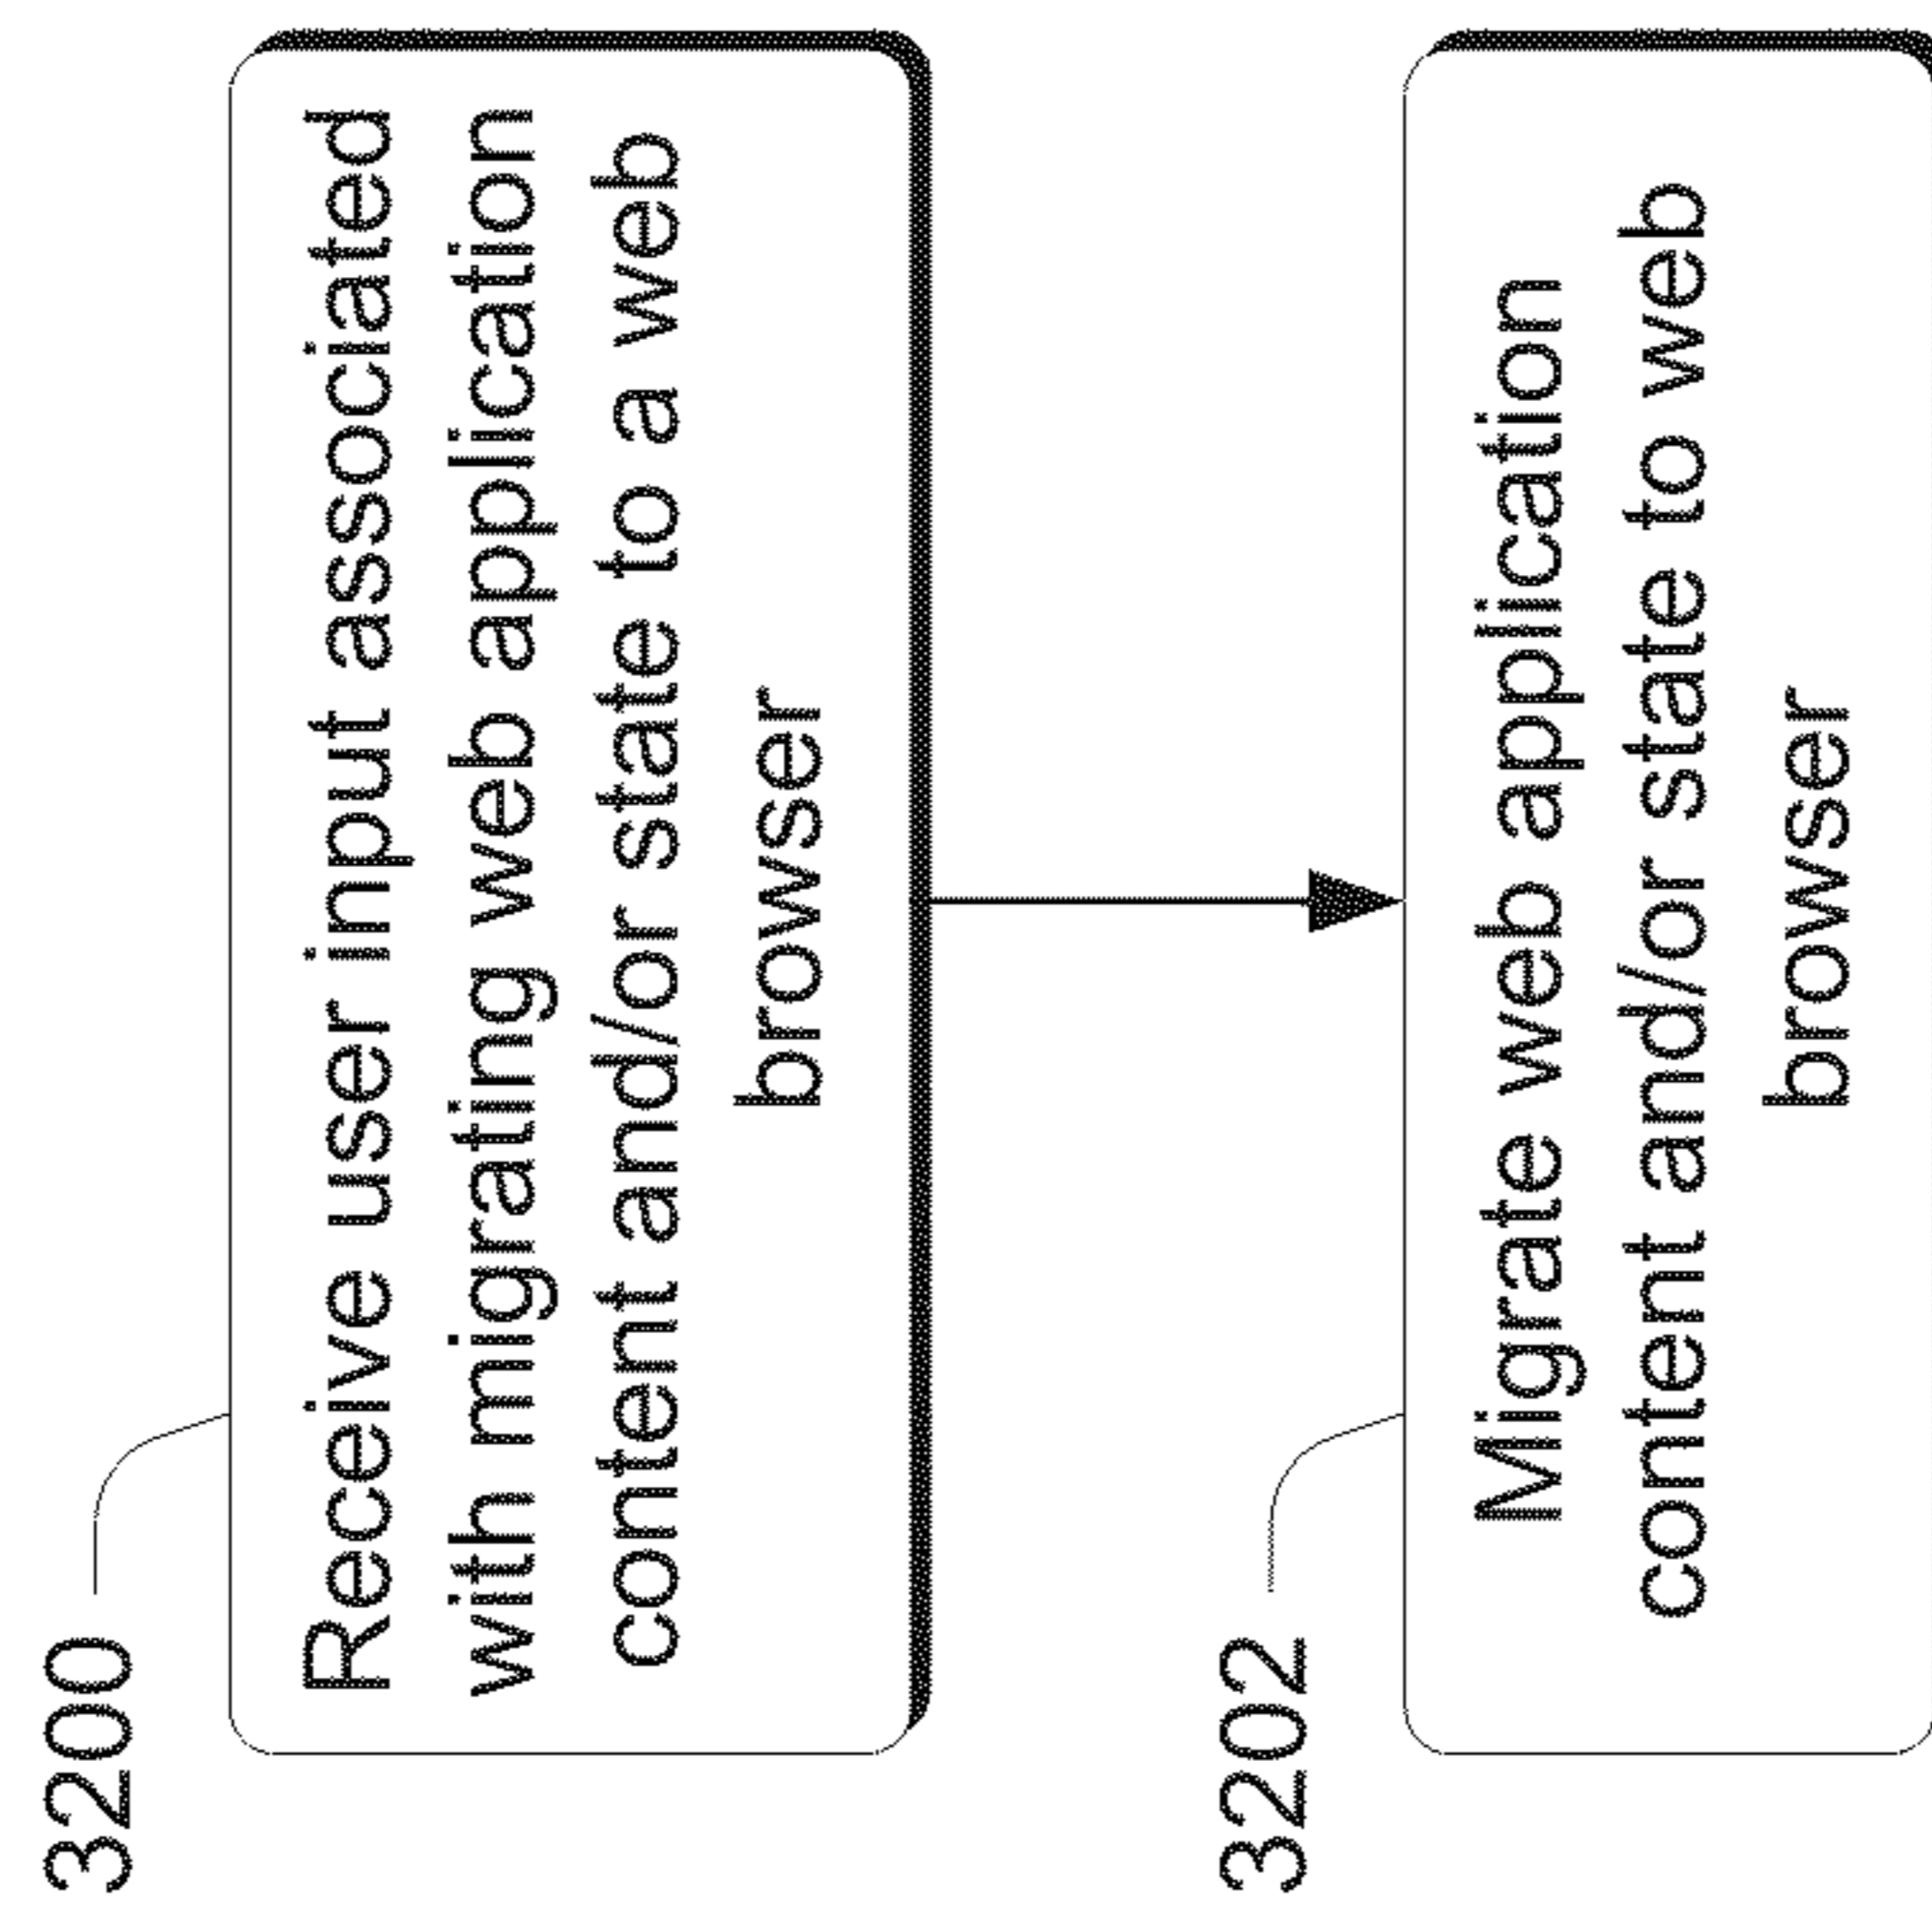 3200
Receive user input associated
with migrating web application
content and/or state to a web
browser
3202
Migrate web application
content and/or state to web
browser